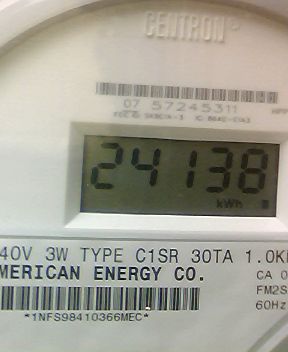 CENTRON®
07 57245311
24138
kWh
40V 3W TYPE C1SR 30TA 1.0K
MERICAN ENERGY CO.
CA 0
FM2S
60Hz
*1NFS98410366MEC*